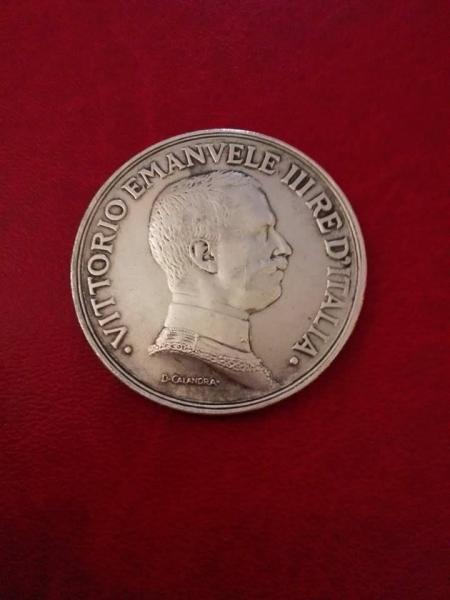 · VITTORIO EMANVELE III RE D'ITALIA ·
D·CALANDRA·